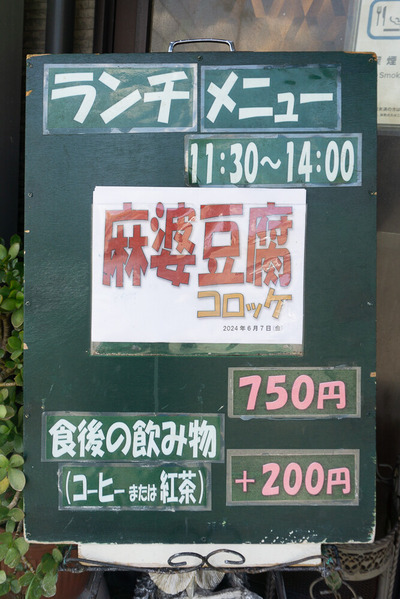 ランチメニュー
11:30～14:00
麻婆豆腐
コロッケ
2024年6月7日(金)
750円
食後の飲み物
(コーヒーまたは紅茶)
+200円
Smok